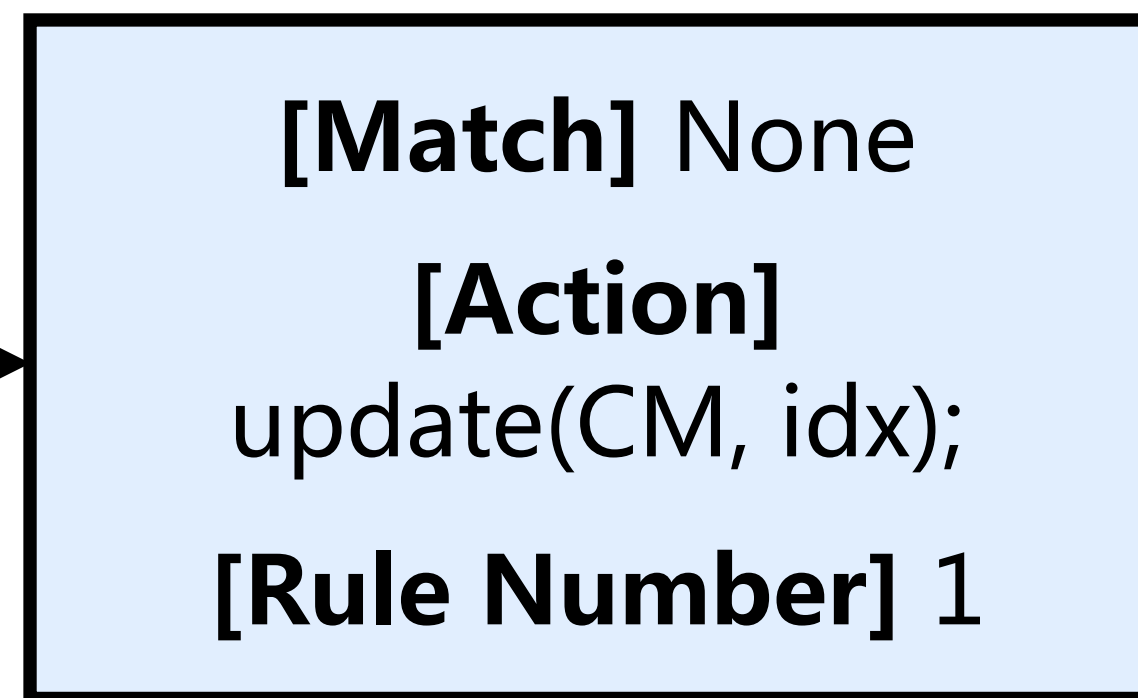 [Match] None
[Action]
update(CM, idx);
[Rule Number] 1